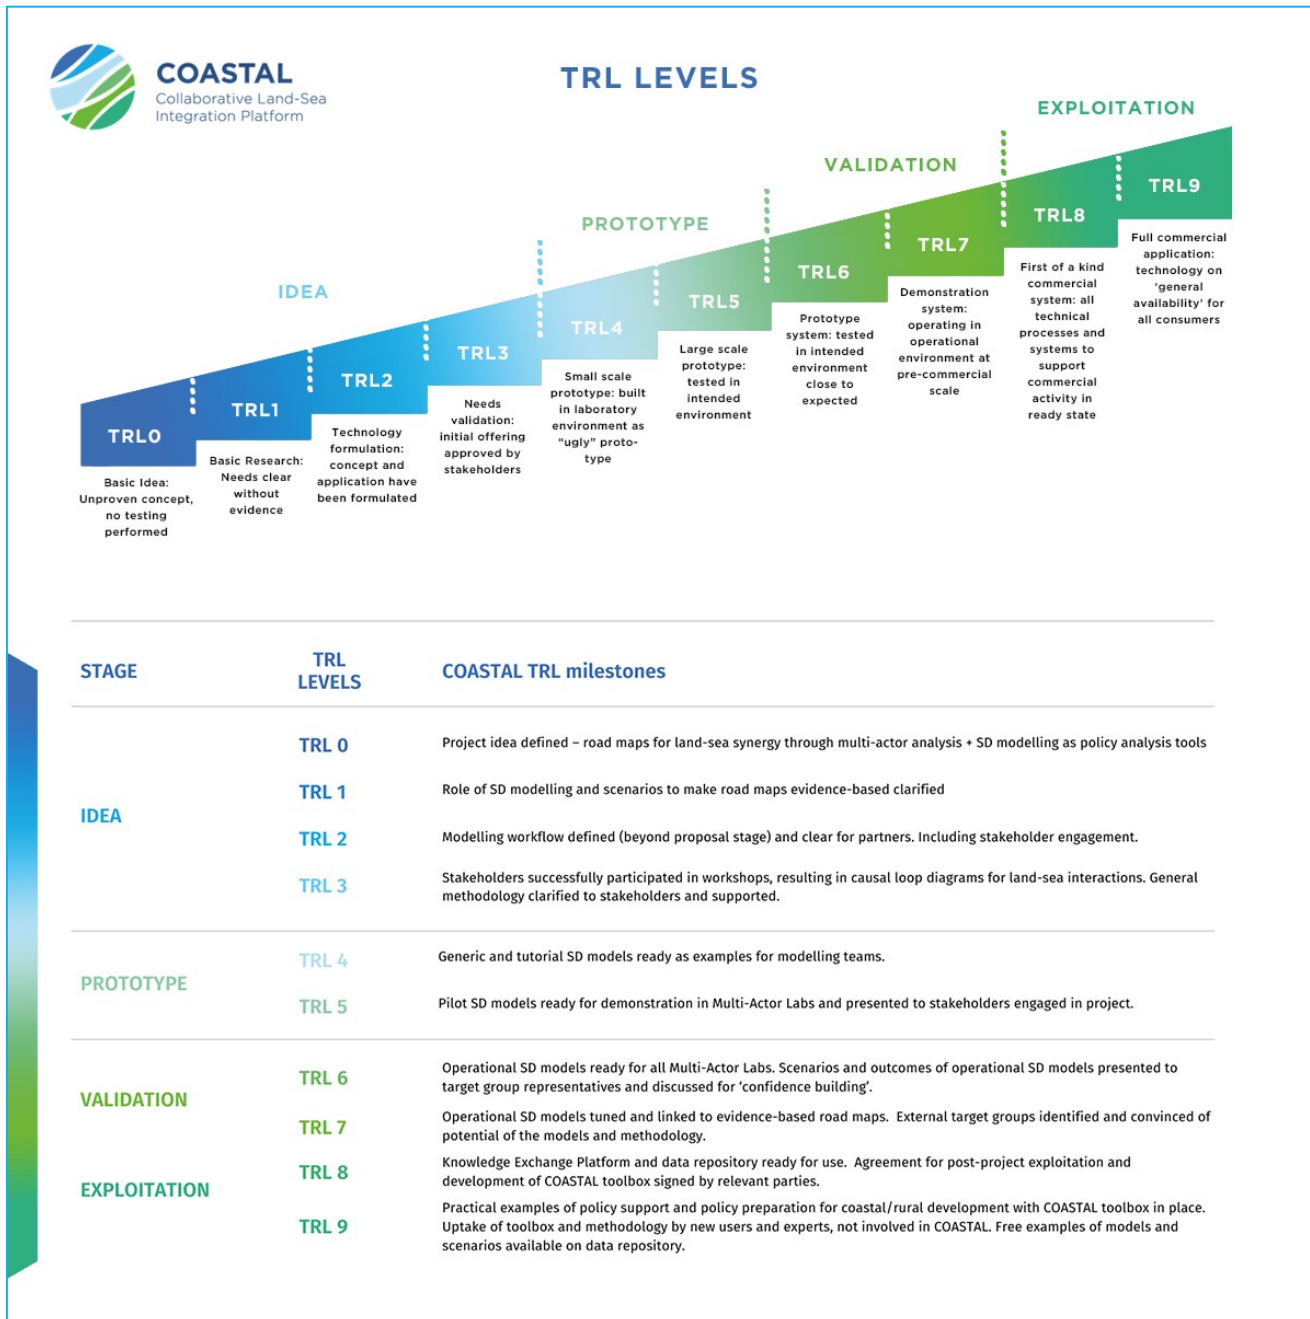 COASTAL
Collaborative Land-Sea
Integration Platform
TRL LEVELS
EXPLOITATION
VALIDATION
PROTOTYPE
IDEA
TRL0
Basic Idea:
Unproven concept,
no testing
performed
TRL1
Basic Research:
Needs clear
without
evidence
TRL2
Technology
formulation:
concept and
application have
been formulated
TRL3
Needs
validation:
initial offering
approved by
stakeholders
TRL4
Small scale
prototype: built
in laboratory
environment as
"ugly" proto-
type
TRL5
Large scale
prototype:
tested in
intended
environment
TRL6
Prototype
system: tested
in intended
environment
close to
expected
TRL7
Demonstration
system:
operating in
operational
environment at
pre-commercial
scale
TRL8
First of a kind
commercial
system: all
technical
processes and
systems to
support
commercial
activity in
ready state
TRL9
Full commercial
application:
technology on
'general
availability' for
all consumers
STAGE
TRL
LEVELS
COASTAL TRL milestones
IDEA
TRL 0
Project idea defined – road maps for land-sea synergy through multi-actor analysis + SD modelling as policy analysis tools
TRL 1
Role of SD modelling and scenarios to make road maps evidence-based clarified
TRL 2
Modelling workflow defined (beyond proposal stage) and clear for partners. Including stakeholder engagement.
TRL 3
Stakeholders successfully participated in workshops, resulting in causal loop diagrams for land-sea interactions. General
methodology clarified to stakeholders and supported.
PROTOTYPE
TRL 4
Generic and tutorial SD models ready as examples for modelling teams.
TRL 5
Pilot SD models ready for demonstration in Multi-Actor Labs and presented to stakeholders engaged in project.
VALIDATION
TRL 6
Operational SD models ready for all Multi-Actor Labs. Scenarios and outcomes of operational SD models presented to
target group representatives and discussed for 'confidence building'.
TRL 7
Operational SD models tuned and linked to evidence-based road maps. External target groups identified and convinced of
potential of the models and methodology.
EXPLOITATION
TRL 8
Knowledge Exchange Platform and data repository ready for use. Agreement for post-project exploitation and
development of COASTAL toolbox signed by relevant parties.
TRL 9
Practical examples of policy support and policy preparation for coastal/rural development with COASTAL toolbox in place.
Uptake of toolbox and methodology by new users and experts, not involved in COASTAL. Free examples of models and
scenarios available on data repository.